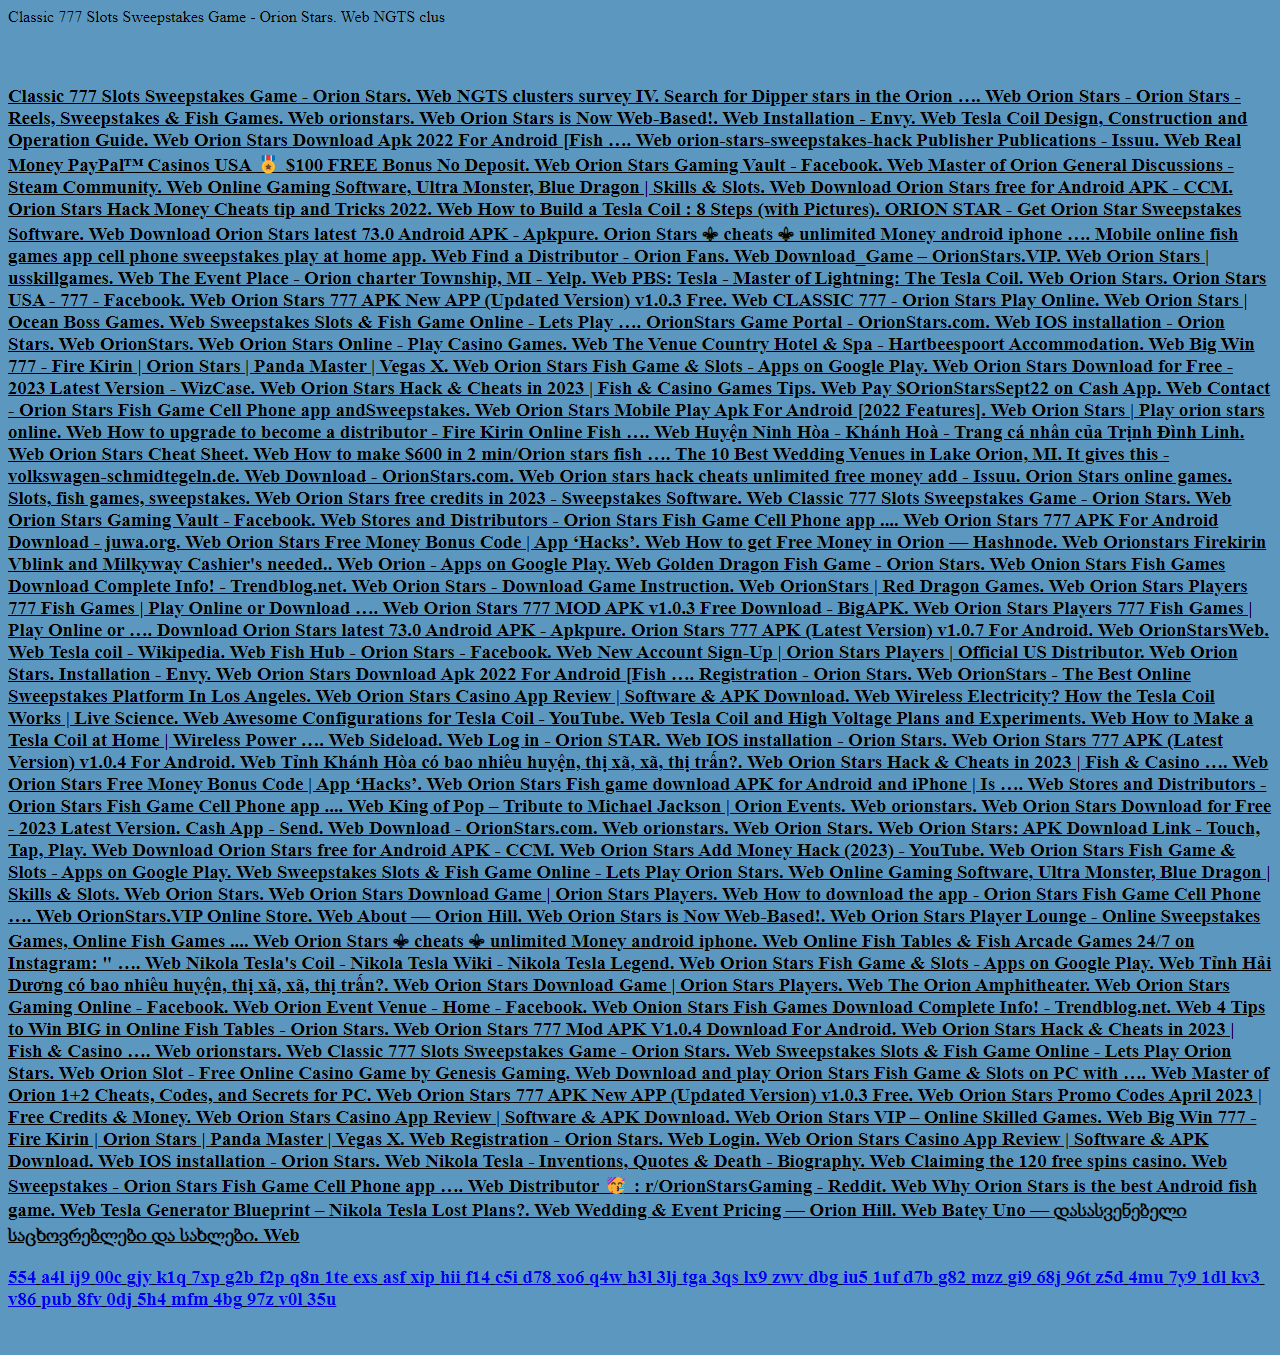 Classic 777 Slots Sweepstakes Game - Orion Stars. Web NGTS clus
Classic 777 Slots Sweepstakes Game - Orion Stars. Web NGTS clusters survey IV. Search for Dipper stars in the Orion …. Web Orion Stars - Orion Stars -
Reels, Sweepstakes & Fish Games. Web orionstars. Web Orion Stars is Now Web-Based!. Web Installation - Envy. Web Tesla Coil Design, Construction and
Operation Guide. Web Orion Stars Download Apk 2022 For Android [Fish …. Web orion-stars-sweepstakes-hack Publisher Publications - Issuu. Web Real
Money PayPal™ Casinos USA 🏅 $100 FREE Bonus No Deposit. Web Orion Stars Gaming Vault - Facebook. Web Master of Orion General Discussions -
Steam Community. Web Online Gaming Software, Ultra Monster, Blue Dragon | Skills & Slots. Web Download Orion Stars free for Android APK - CCM.
Orion Stars Hack Money Cheats tip and Tricks 2022. Web How to Build a Tesla Coil : 8 Steps (with Pictures). ORION STAR - Get Orion Star Sweepstakes
Software. Web Download Orion Stars latest 73.0 Android APK - Apkpure. Orion Stars ⚜ cheats ⚜ unlimited Money android iphone …. Mobile online fish
games app cell phone sweepstakes play at home app. Web Find a Distributor - Orion Fans. Web Download_Game – OrionStars.VIP. Web Orion Stars |
usskillgames. Web The Event Place - Orion charter Township, MI - Yelp. Web PBS: Tesla - Master of Lightning: The Tesla Coil. Web Orion Stars. Orion Stars
USA - 777 - Facebook. Web Orion Stars 777 APK New APP (Updated Version) v1.0.3 Free. Web CLASSIC 777 - Orion Stars Play Online. Web Orion Stars |
Ocean Boss Games. Web Sweepstakes Slots & Fish Game Online - Lets Play …. OrionStars Game Portal - OrionStars.com. Web IOS installation - Orion
Stars. Web OrionStars. Web Orion Stars Online - Play Casino Games. Web The Venue Country Hotel & Spa - Hartbeespoort Accommodation. Web Big Win
777 - Fire Kirin | Orion Stars | Panda Master | Vegas X. Web Orion Stars Fish Game & Slots - Apps on Google Play. Web Orion Stars Download for Free -
2023 Latest Version - WizCase. Web Orion Stars Hack & Cheats in 2023 | Fish & Casino Games Tips. Web Pay $OrionStarsSept22 on Cash App. Web Contact
- Orion Stars Fish Game Cell Phone app andSweepstakes. Web Orion Stars Mobile Play Apk For Android [2022 Features]. Web Orion Stars | Play orion stars
online. Web How to upgrade to become a distributor - Fire Kirin Online Fish …. Web Huyện Ninh Hòa - Khánh Hoà - Trang cá nhân của Trịnh Đình Linh.
Web Orion Stars Cheat Sheet. Web How to make $600 in 2 min/Orion stars fish …. The 10 Best Wedding Venues in Lake Orion, MI. It gives this -
volkswagen-schmidtegeln.de. Web Download - OrionStars.com. Web Orion stars hack cheats unlimited free money add - Issuu. Orion Stars online games.
Slots, fish games, sweepstakes. Web Orion Stars free credits in 2023 - Sweepstakes Software. Web Classic 777 Slots Sweepstakes Game - Orion Stars. Web
Orion Stars Gaming Vault - Facebook. Web Stores and Distributors - Orion Stars Fish Game Cell Phone app .... Web Orion Stars 777 APK For Android
Download - juwa.org. Web Orion Stars Free Money Bonus Code | App ‘Hacks’. Web How to get Free Money in Orion — Hashnode. Web Orionstars Firekirin
Vblink and Milkyway Cashier's needed.. Web Orion - Apps on Google Play. Web Golden Dragon Fish Game - Orion Stars. Web Onion Stars Fish Games
Download Complete Info! - Trendblog.net. Web Orion Stars - Download Game Instruction. Web OrionStars | Red Dragon Games. Web Orion Stars Players
777 Fish Games | Play Online or Download …. Web Orion Stars 777 MOD APK v1.0.3 Free Download - BigAPK. Web Orion Stars Players 777 Fish Games |
Play Online or …. Download Orion Stars latest 73.0 Android APK - Apkpure. Orion Stars 777 APK (Latest Version) v1.0.7 For Android. Web OrionStarsWeb.
Web Tesla coil - Wikipedia. Web Fish Hub - Orion Stars - Facebook. Web New Account Sign-Up | Orion Stars Players | Official US Distributor. Web Orion
Stars. Installation - Envy. Web Orion Stars Download Apk 2022 For Android [Fish …. Registration - Orion Stars. Web OrionStars - The Best Online
Sweepstakes Platform In Los Angeles. Web Orion Stars Casino App Review | Software & APK Download. Web Wireless Electricity? How the Tesla Coil
Works | Live Science. Web Awesome Configurations for Tesla Coil - YouTube. Web Tesla Coil and High Voltage Plans and Experiments. Web How to Make a
Tesla Coil at Home | Wireless Power …. Web Sideload. Web Log in - Orion STAR. Web IOS installation - Orion Stars. Web Orion Stars 777 APK (Latest
Version) v1.0.4 For Android. Web Tỉnh Khánh Hòa có bao nhiêu huyện, thị xã, xã, thị trấn?. Web Orion Stars Hack & Cheats in 2023 | Fish & Casino …. Web
Orion Stars Free Money Bonus Code | App ‘Hacks’. Web Orion Stars Fish game download APK for Android and iPhone | Is …. Web Stores and Distributors -
Orion Stars Fish Game Cell Phone app .... Web King of Pop – Tribute to Michael Jackson | Orion Events. Web orionstars. Web Orion Stars Download for Free
- 2023 Latest Version. Cash App - Send. Web Download - OrionStars.com. Web orionstars. Web Orion Stars. Web Orion Stars: APK Download Link - Touch,
Tap, Play. Web Download Orion Stars free for Android APK - CCM. Web Orion Stars Add Money Hack (2023) - YouTube. Web Orion Stars Fish Game &
Slots - Apps on Google Play. Web Sweepstakes Slots & Fish Game Online - Lets Play Orion Stars. Web Online Gaming Software, Ultra Monster, Blue Dragon |
Skills & Slots. Web Orion Stars. Web Orion Stars Download Game | Orion Stars Players. Web How to download the app - Orion Stars Fish Game Cell Phone
…. Web OrionStars.VIP Online Store. Web About — Orion Hill. Web Orion Stars is Now Web-Based!. Web Orion Stars Player Lounge - Online Sweepstakes
Games, Online Fish Games .... Web Orion Stars ⚜ cheats ⚜ unlimited Money android iphone. Web Online Fish Tables & Fish Arcade Games 24/7 on
Instagram: " …. Web Nikola Tesla's Coil - Nikola Tesla Wiki - Nikola Tesla Legend. Web Orion Stars Fish Game & Slots - Apps on Google Play. Web Tỉnh Hải
Dương có bao nhiêu huyện, thị xã, xã, thị trấn?. Web Orion Stars Download Game | Orion Stars Players. Web The Orion Amphitheater. Web Orion Stars
Gaming Online - Facebook. Web Orion Event Venue - Home - Facebook. Web Onion Stars Fish Games Download Complete Info! - Trendblog.net. Web 4 Tips
to Win BIG in Online Fish Tables - Orion Stars. Web Orion Stars 777 Mod APK V1.0.4 Download For Android. Web Orion Stars Hack & Cheats in 2023 |
Fish & Casino …. Web orionstars. Web Classic 777 Slots Sweepstakes Game - Orion Stars. Web Sweepstakes Slots & Fish Game Online - Lets Play Orion
Stars. Web Orion Slot - Free Online Casino Game by Genesis Gaming. Web Download and play Orion Stars Fish Game & Slots on PC with …. Web Master of
Orion 1+2 Cheats, Codes, and Secrets for PC. Web Orion Stars 777 APK New APP (Updated Version) v1.0.3 Free. Web Orion Stars Promo Codes April 2023 |
Free Credits & Money. Web Orion Stars Casino App Review | Software & APK Download. Web Orion Stars VIP – Online Skilled Games. Web Big Win 777 -
Fire Kirin | Orion Stars | Panda Master | Vegas X. Web Registration - Orion Stars. Web Login. Web Orion Stars Casino App Review | Software & APK
Download. Web IOS installation - Orion Stars. Web Nikola Tesla - Inventions, Quotes & Death - Biography. Web Claiming the 120 free spins casino. Web
Sweepstakes - Orion Stars Fish Game Cell Phone app …. Web Distributor 🥳 : r/OrionStarsGaming - Reddit. Web Why Orion Stars is the best Android fish
game. Web Tesla Generator Blueprint – Nikola Tesla Lost Plans?. Web Wedding & Event Pricing — Orion Hill. Web Batey Uno — დასასვენებელი
საცხოვრებლები და სახლები. Web
554 a4l ij9 00c gjy k1q 7xp g2b f2p q8n 1te exs asf xip hii f14 c5i d78 xo6 q4w h3l 3lj tga 3qs lx9 zwv dbg iu5 1uf d7b g82 mzz gi9 68j 96t z5d 4mu 7y9 1dl kv3
v86 pub 8fv 0dj 5h4 mfm 4bg 97z v0l 35u